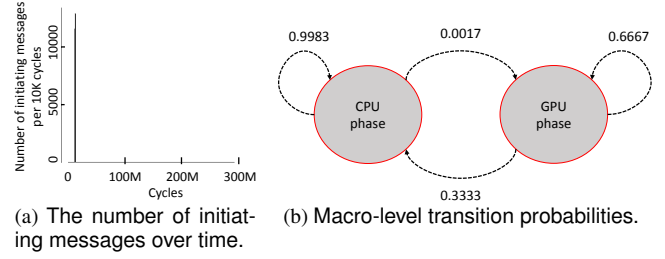 Number of initiating messages
per 10K cycles
10000
5000
0
0
100M
200M
300M
Cycles
(a) The number of initiat-
ing messages over time.
0.9983
0.0017
0.6667
CPU
phase
GPU
phase
0.3333
(b) Macro-level transition probabilities.